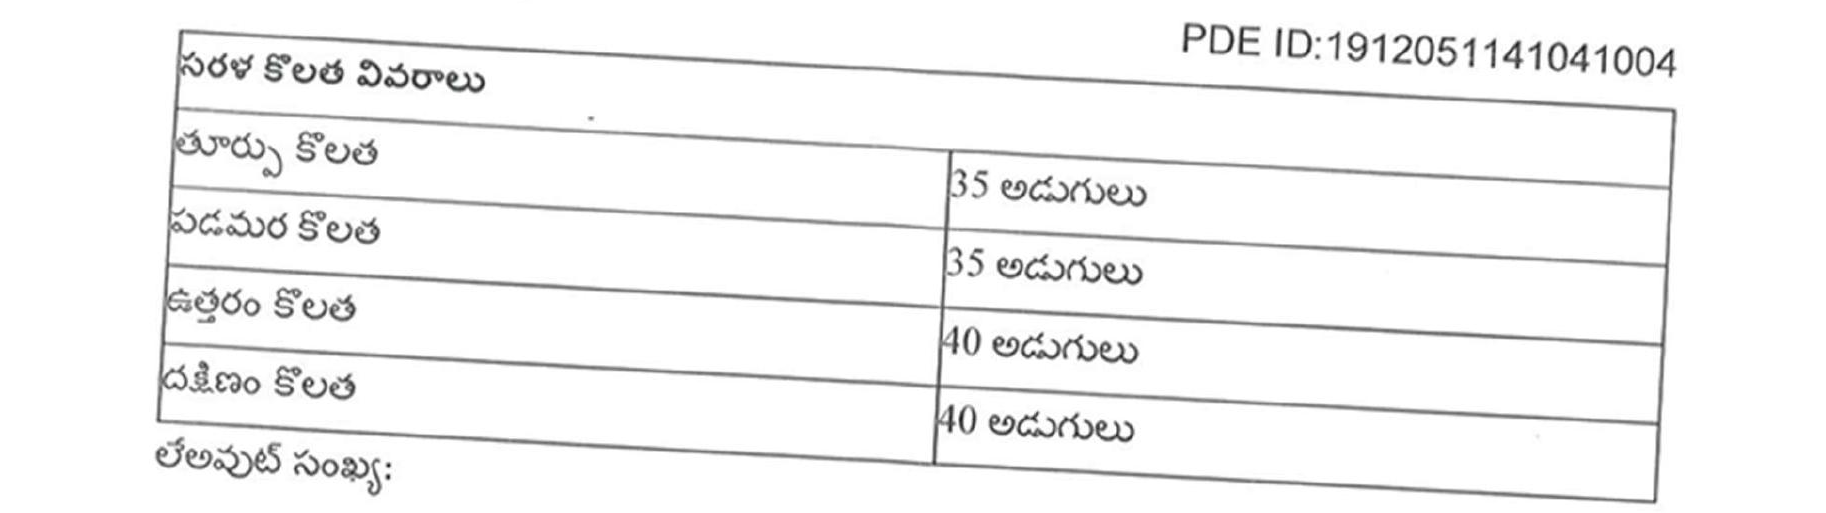 PDE ID:1912051141041004
సరళ కొలత వివరాలు
తూర్పు కొలత 35 అడుగులు
పడమర కొలత 35 అడుగులు
ఉత్తరం కొలత 40 అడుగులు
దక్షిణం కొలత 40 అడుగులు
లేఅవుట్ సంఖ్య: